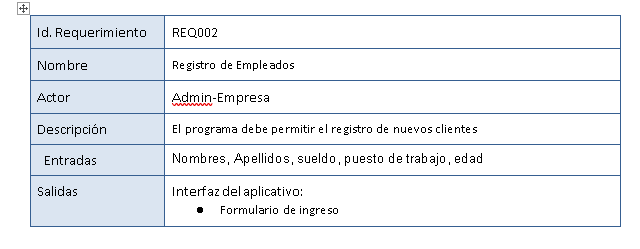 Id. Requerimiento REQ002
Nombre Registro de Empleados
Actor Admin-Empresa
Descripción El programa debe permitir el registro de nuevos clientes
Entradas Nombres, Apellidos, sueldo, puesto de trabajo, edad
Salidas Interfaz del aplicativo:
● Formulario de ingreso